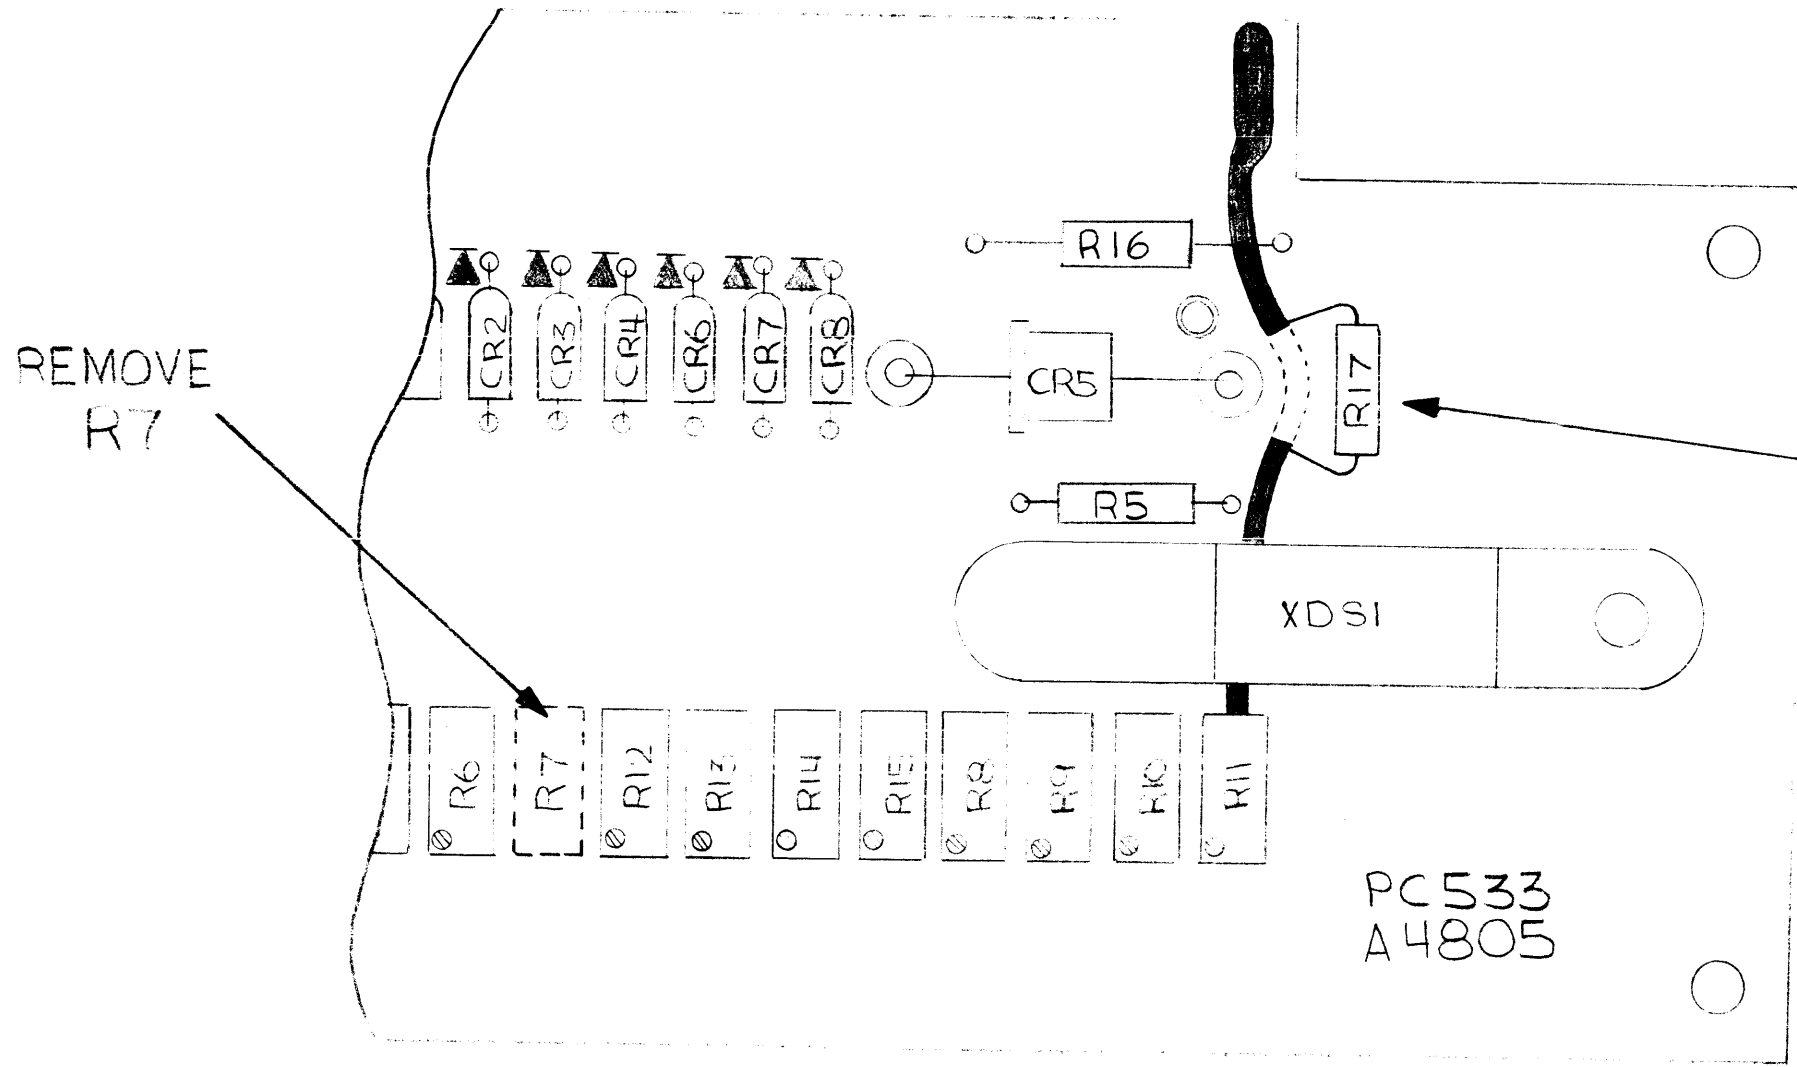 REMOVE
R7
R16
CR2
CR3
CR4
CR6
CR7
CR8
CR5
R17
R5
XDS1
R6
R7
R12
R13
R14
R15
R8
R9
R10
R11
PC533
A4805